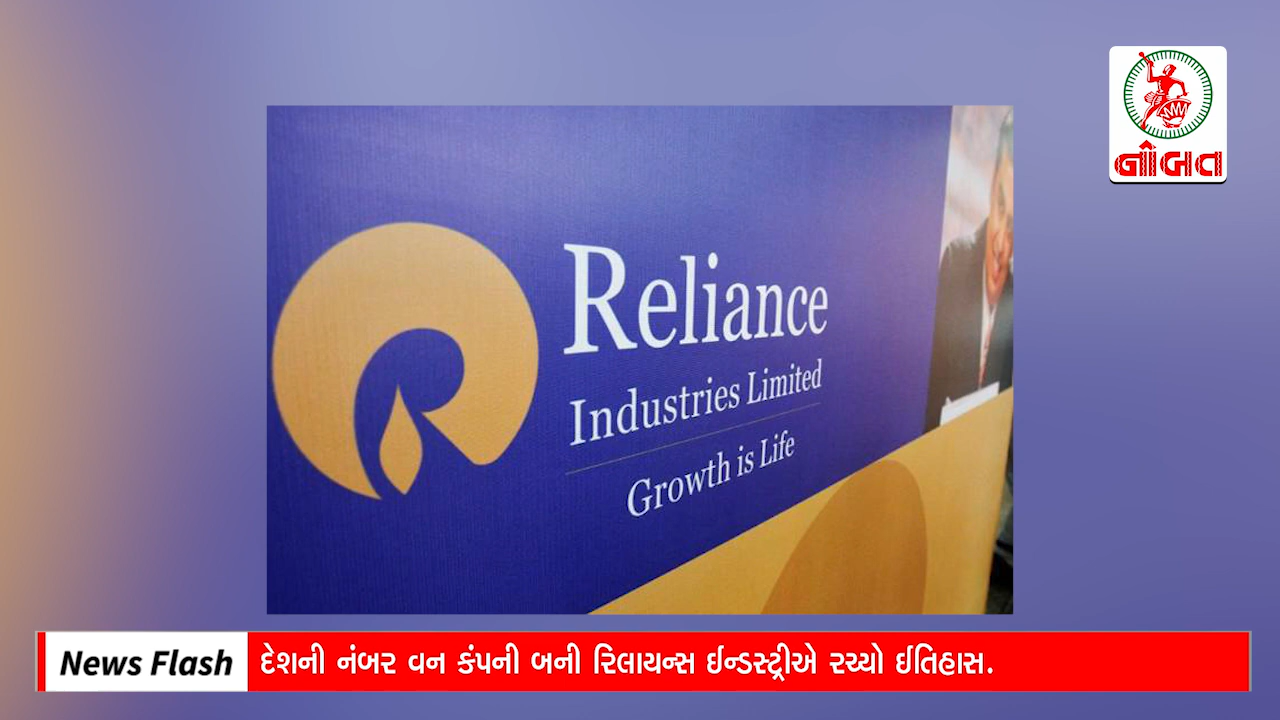 નોબત
Reliance
Industries Limited
Growth is Life
News Flash
દેશની નંબર વન કંપની બની રિલાયન્સ ઈન્ડસ્ટ્રીએ રચ્યો ઈતિહાસ.